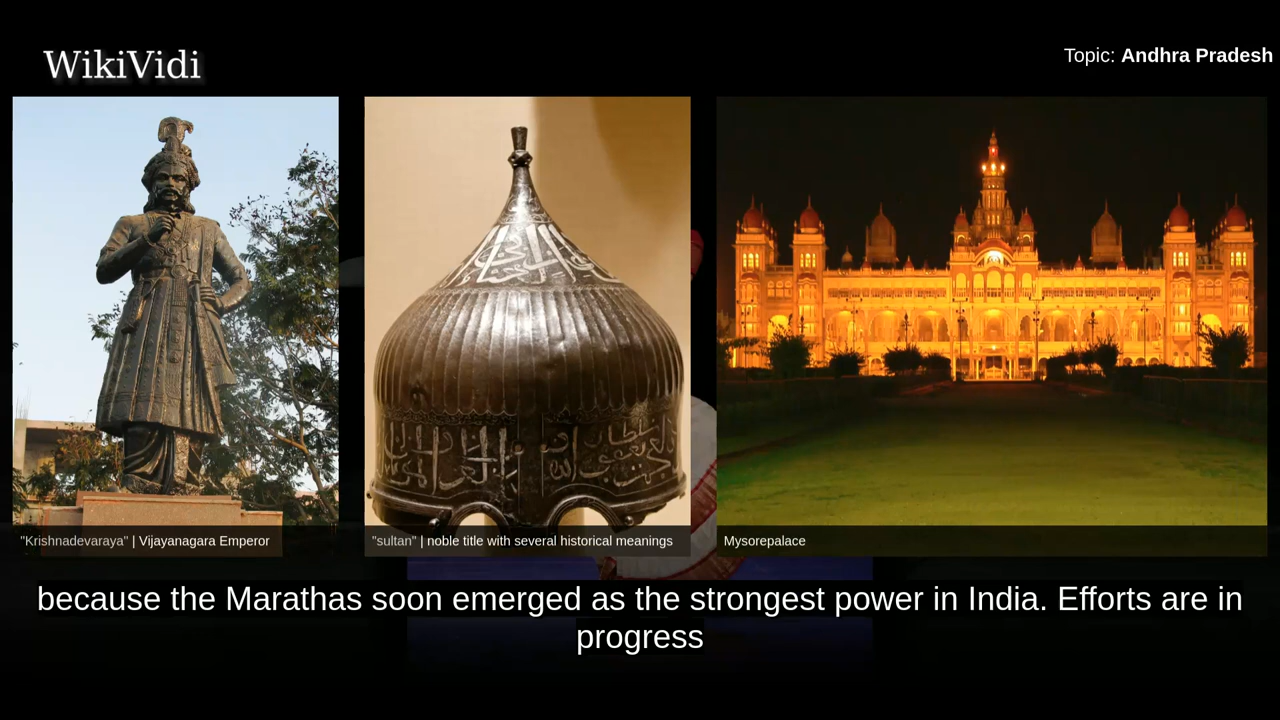 WikiVidi
Topic: Andhra Pradesh
"Krishnadevaraya" | Vijayanagara Emperor
"sultan" | noble title with several historical meanings
Mysorepalace
because the Marathas soon emerged as the strongest power in India. Efforts are in
progress